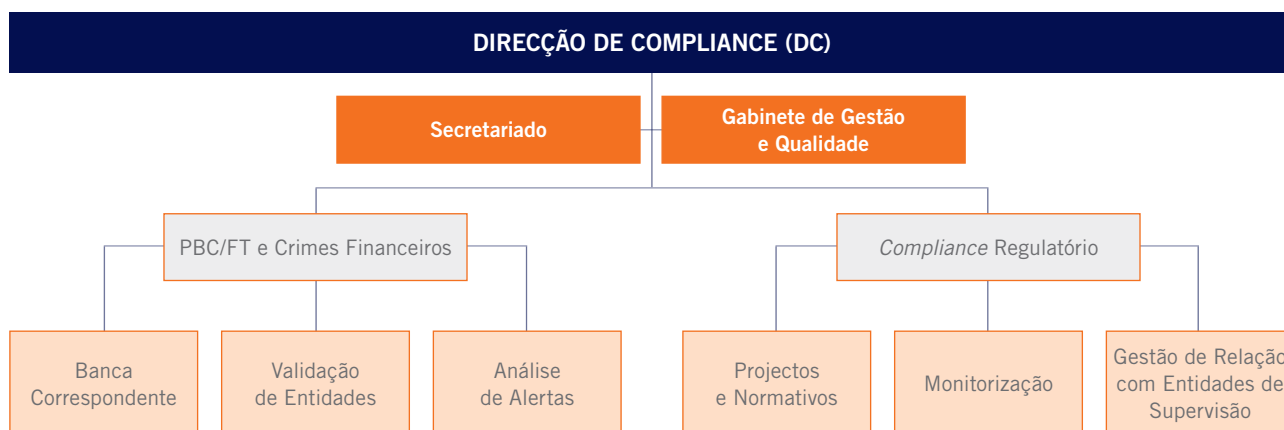 DIRECÇÃO DE COMPLIANCE (DC)
Secretariado
Gabinete de Gestão
e Qualidade
PBC/FT e Crimes Financeiros
Compliance Regulatório
Banca
Correspondente
Validação
de Entidades
Análise
de Alertas
Projectos
e Normativos
Monitorização
Gestão de Relação
com Entidades de
Supervisão